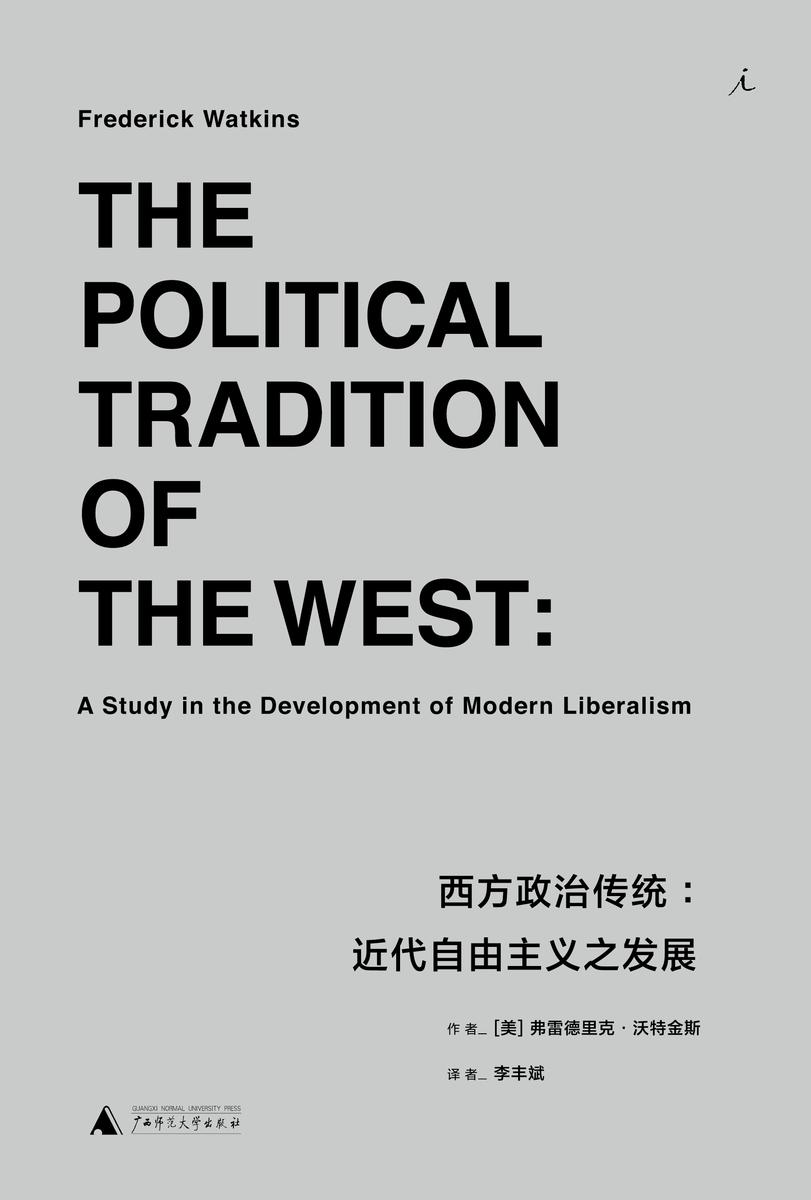 i
Frederick Watkins
THE
POLITICAL
TRADITION
OF
THE WEST:
A Study in the Development of Modern Liberalism
西方政治传统：
近代自由主义之发展
作者_ [美] 弗雷德里克·沃特金斯
译者_ 李丰斌
GUANGXI NORMAL UNIVERSITY PRESS
广西师范大学出版社